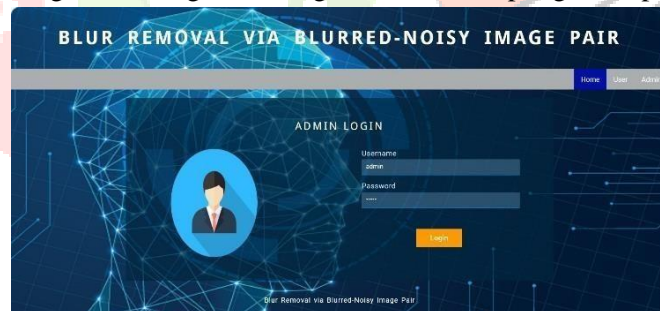 BLUR REMOVAL VIA BLURRED-NOISY IMAGE PAIR
Home User Admin
ADMIN LOGIN
Username
admin
Password
Login
Blur Removal via Blurred-Noisy Image Pair